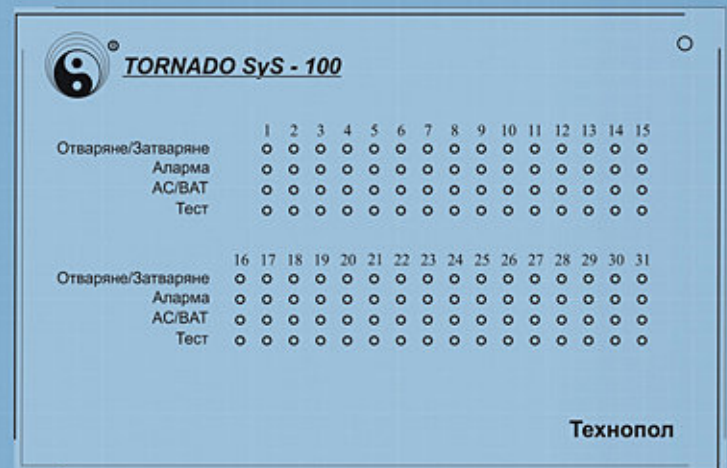 ® TORNADO SyS - 100
1 2 3 4 5 6 7 8 9 10 11 12 13 14 15
Отваряне/Затваряне
Аларма
AC/BAT
Тест
16 17 18 19 20 21 22 23 24 25 26 27 28 29 30 31
Отваряне/Затваряне
Аларма
AC/BAT
Тест
Технопол